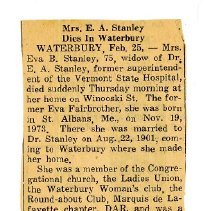 Mrs. E. A. Stanley
Dies In Waterbury
WATERBURY, Feb. 25, — Mrs.
Eva B. Stanley, 75, widow of Dr.
E. A. Stanley, former superintend-
ent of the Vermont State Hospital,
died suddenly Thursday morning at
her home on Winooski St. The for-
mer Eva Fairbrother, she was born
in St. Albans, Me., on Nov. 19,
1973. There she was married to
Dr. Stanley on Aug. 22, 1901, com-
ing to Waterbury where she made
her home.
She was a member of the Congre-
gational church, the Ladies Union,
the Waterbury Woman's club, the
Round-about Club, Marquis de La-
fayette chapter, DAR, and was a